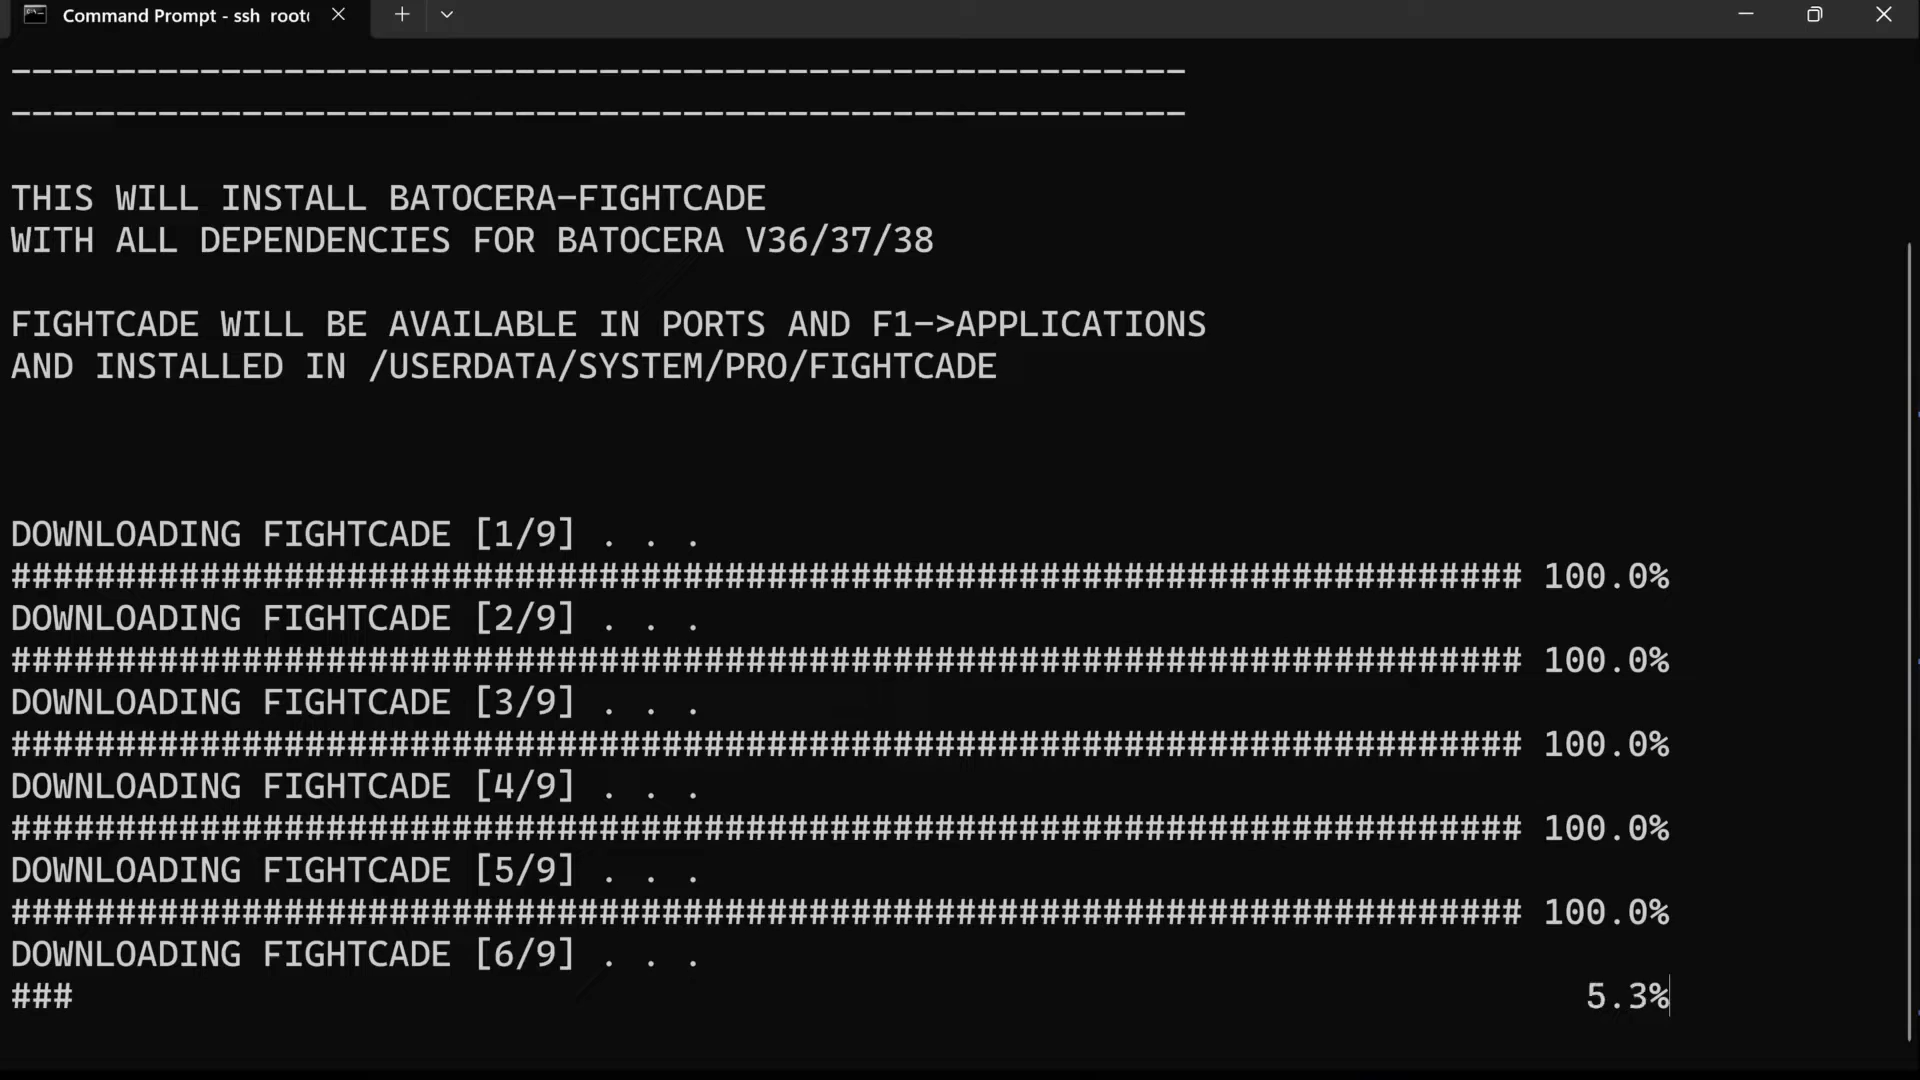 Command Prompt - ssh root
--------------------------------------------------------
--------------------------------------------------------
THIS WILL INSTALL BATOCERA-FIGHTCADE
WITH ALL DEPENDENCIES FOR BATOCERA V36/37/38
FIGHTCADE WILL BE AVAILABLE IN PORTS AND F1->APPLICATIONS
AND INSTALLED IN /USERDATA/SYSTEM/PRO/FIGHTCADE
DOWNLOADING FIGHTCADE [1/9] . . .
######################################################################## 100.0%
DOWNLOADING FIGHTCADE [2/9] . . .
######################################################################## 100.0%
DOWNLOADING FIGHTCADE [3/9] . . .
######################################################################## 100.0%
DOWNLOADING FIGHTCADE [4/9] . . .
######################################################################## 100.0%
DOWNLOADING FIGHTCADE [5/9] . . .
######################################################################## 100.0%
DOWNLOADING FIGHTCADE [6/9] . . .
### 5.3%